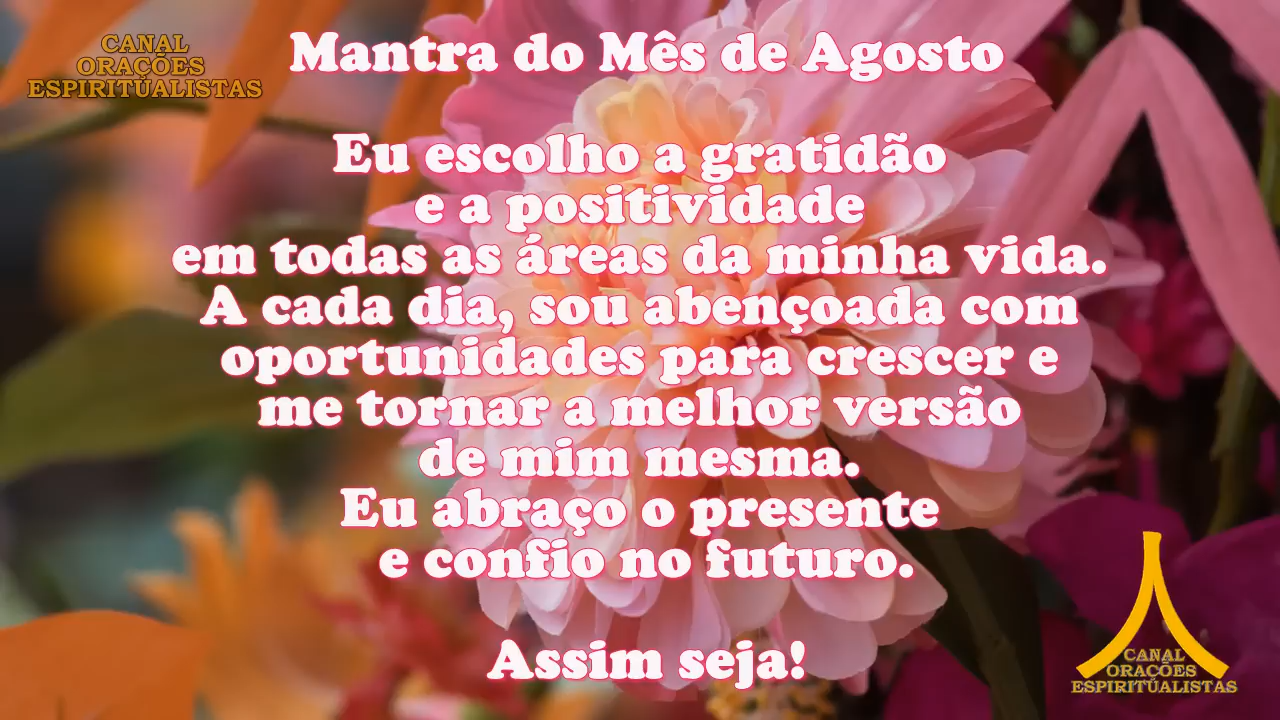 CANAL
ORAÇÕES
ESPIRITUALISTAS
Mantra do Mês de Agosto
Eu escolho a gratidão
e a positividade
em todas as áreas da minha vida.
A cada dia, sou abençoada com
oportunidades para crescer e
me tornar a melhor versão
de mim mesma.
Eu abraço o presente
e confio no futuro.
Assim seja!
CANAL
ORAÇÕES
ESPIRITUALISTAS